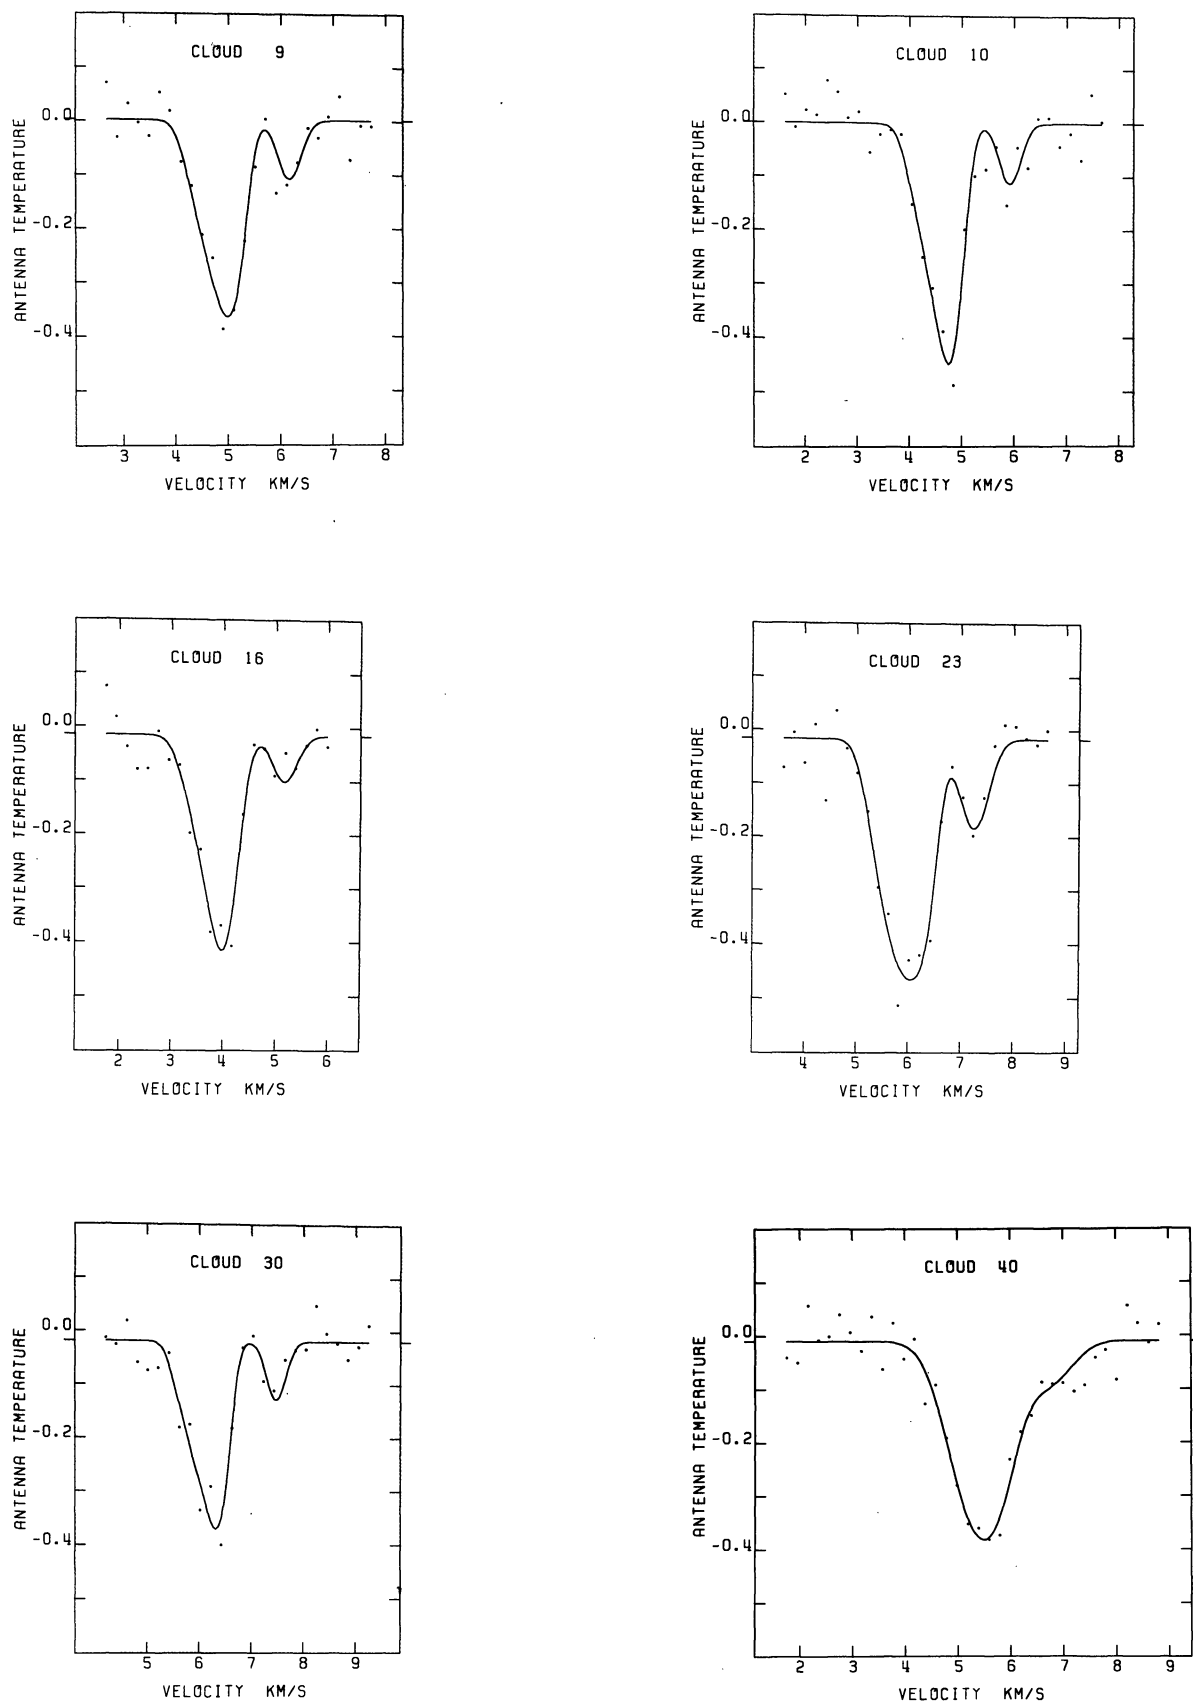 CLOUD 9
ANTENNA TEMPERATURE
0.0
-0.2
-0.4
3 4 5 6 7 8
VELOCITY KM/S
CLOUD 10
ANTENNA TEMPERATURE
0.0
-0.2
-0.4
2 3 4 5 6 7 8
VELOCITY KM/S
CLOUD 16
ANTENNA TEMPERATURE
0.0
-0.2
-0.4
2 3 4 5 6
VELOCITY KM/S
CLOUD 23
ANTENNA TEMPERATURE
0.0
-0.2
-0.4
4 5 6 7 8 9
VELOCITY KM/S
CLOUD 30
ANTENNA TEMPERATURE
0.0
-0.2
-0.4
5 6 7 8 9
VELOCITY KM/S
CLOUD 40
ANTENNA TEMPERATURE
0.0
-0.2
-0.4
2 3 4 5 6 7 8 9
VELOCITY KM/S